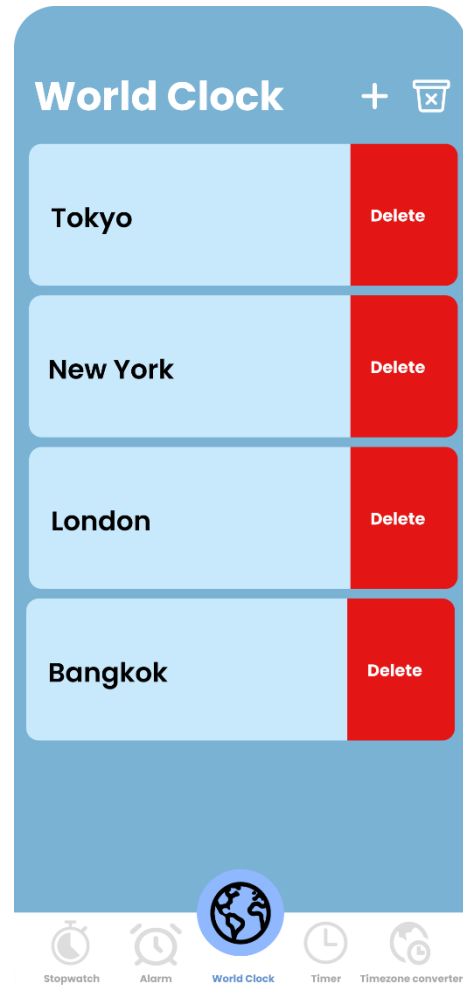 World Clock
Tokyo
Delete
New York
Delete
London
Delete
Bangkok
Delete
Stopwatch
Alarm
World Clock
Timer
Timezone converter